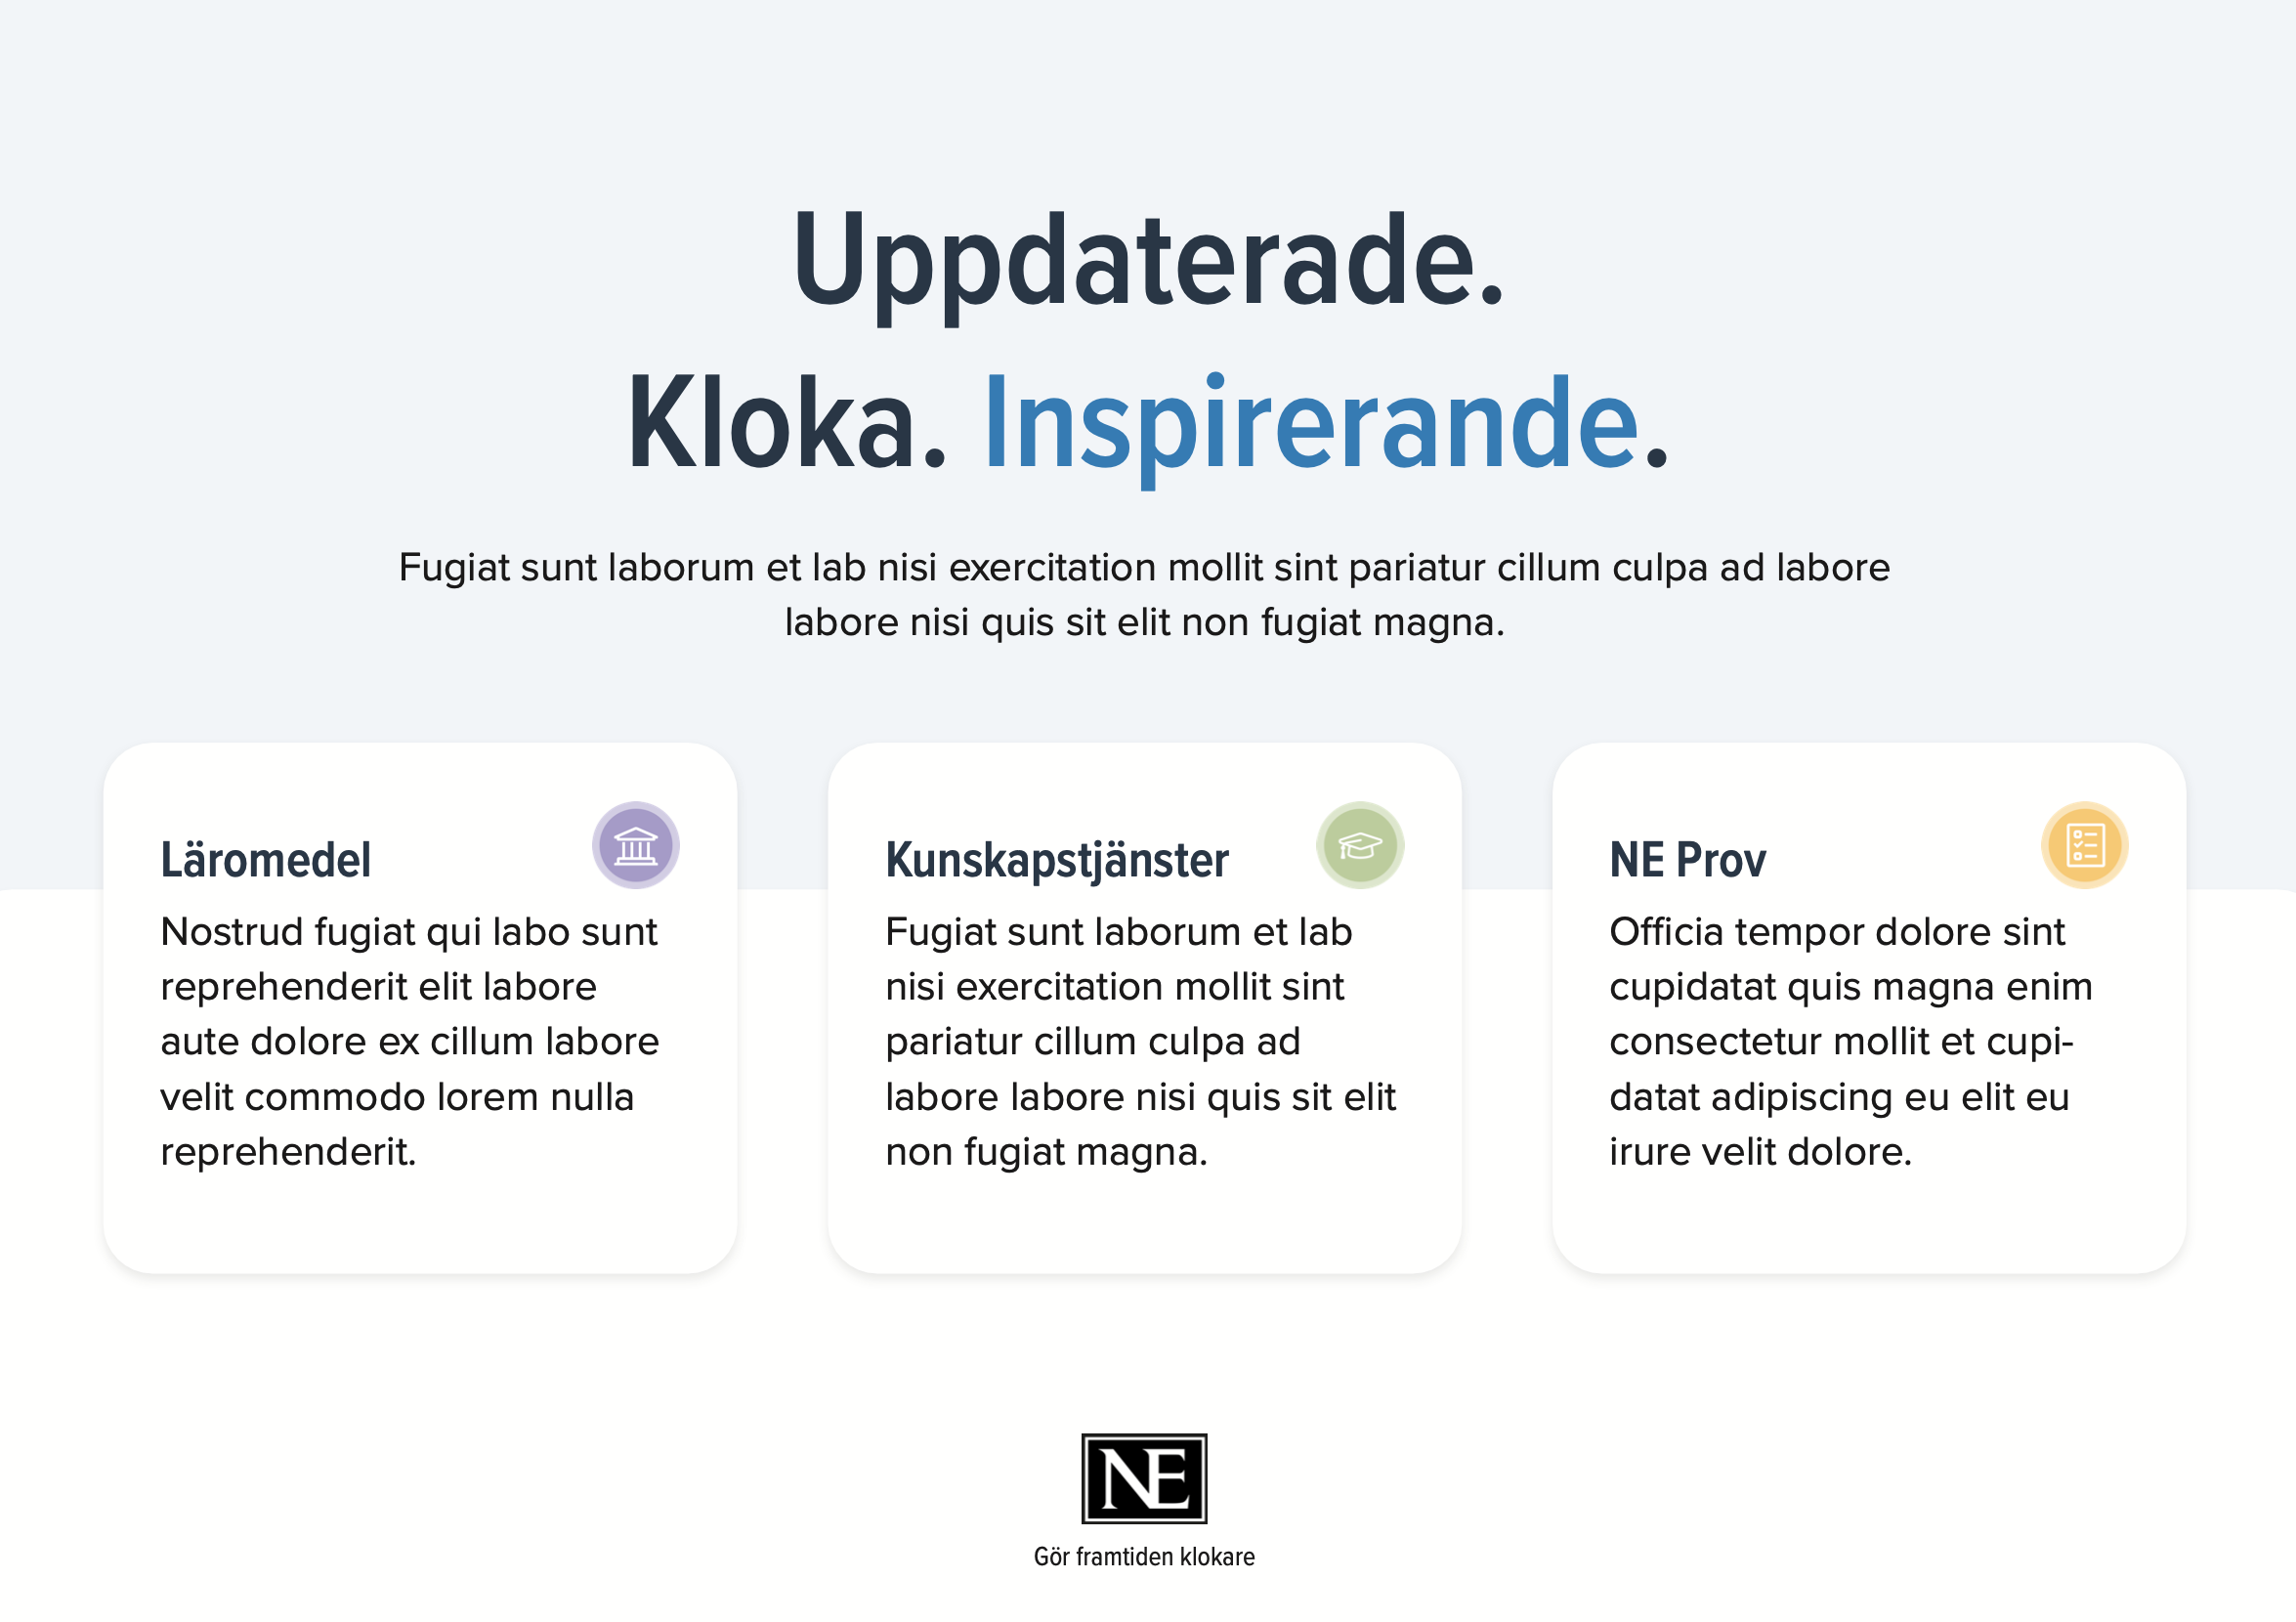 Uppdaterade.
Kloka. Inspirerande.
Fugiat sunt laborum et lab nisi exercitation mollit sint pariatur cillum culpa ad labore
labore nisi quis sit elit non fugiat magna.
Läromedel
Nostrud fugiat qui labo sunt
reprehenderit elit labore
aute dolore ex cillum labore
velit commodo lorem nulla
reprehenderit.
Kunskapstjänster
Fugiat sunt laborum et lab
nisi exercitation mollit sint
pariatur cillum culpa ad
labore labore nisi quis sit elit
non fugiat magna.
NE Prov
Officia tempor dolore sint
cupidatat quis magna enim
consectetur mollit et cupi-
datat adipiscing eu elit eu
irure velit dolore.
NE
Gör framtiden klokare